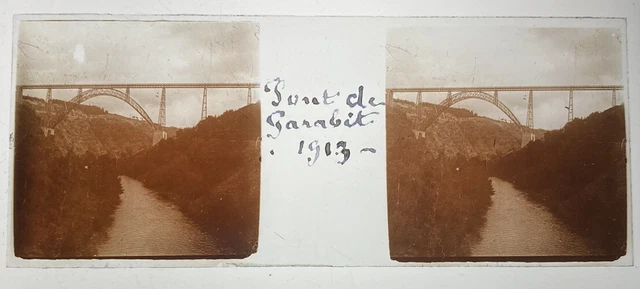 Pont de
Garabit
. 1913 -